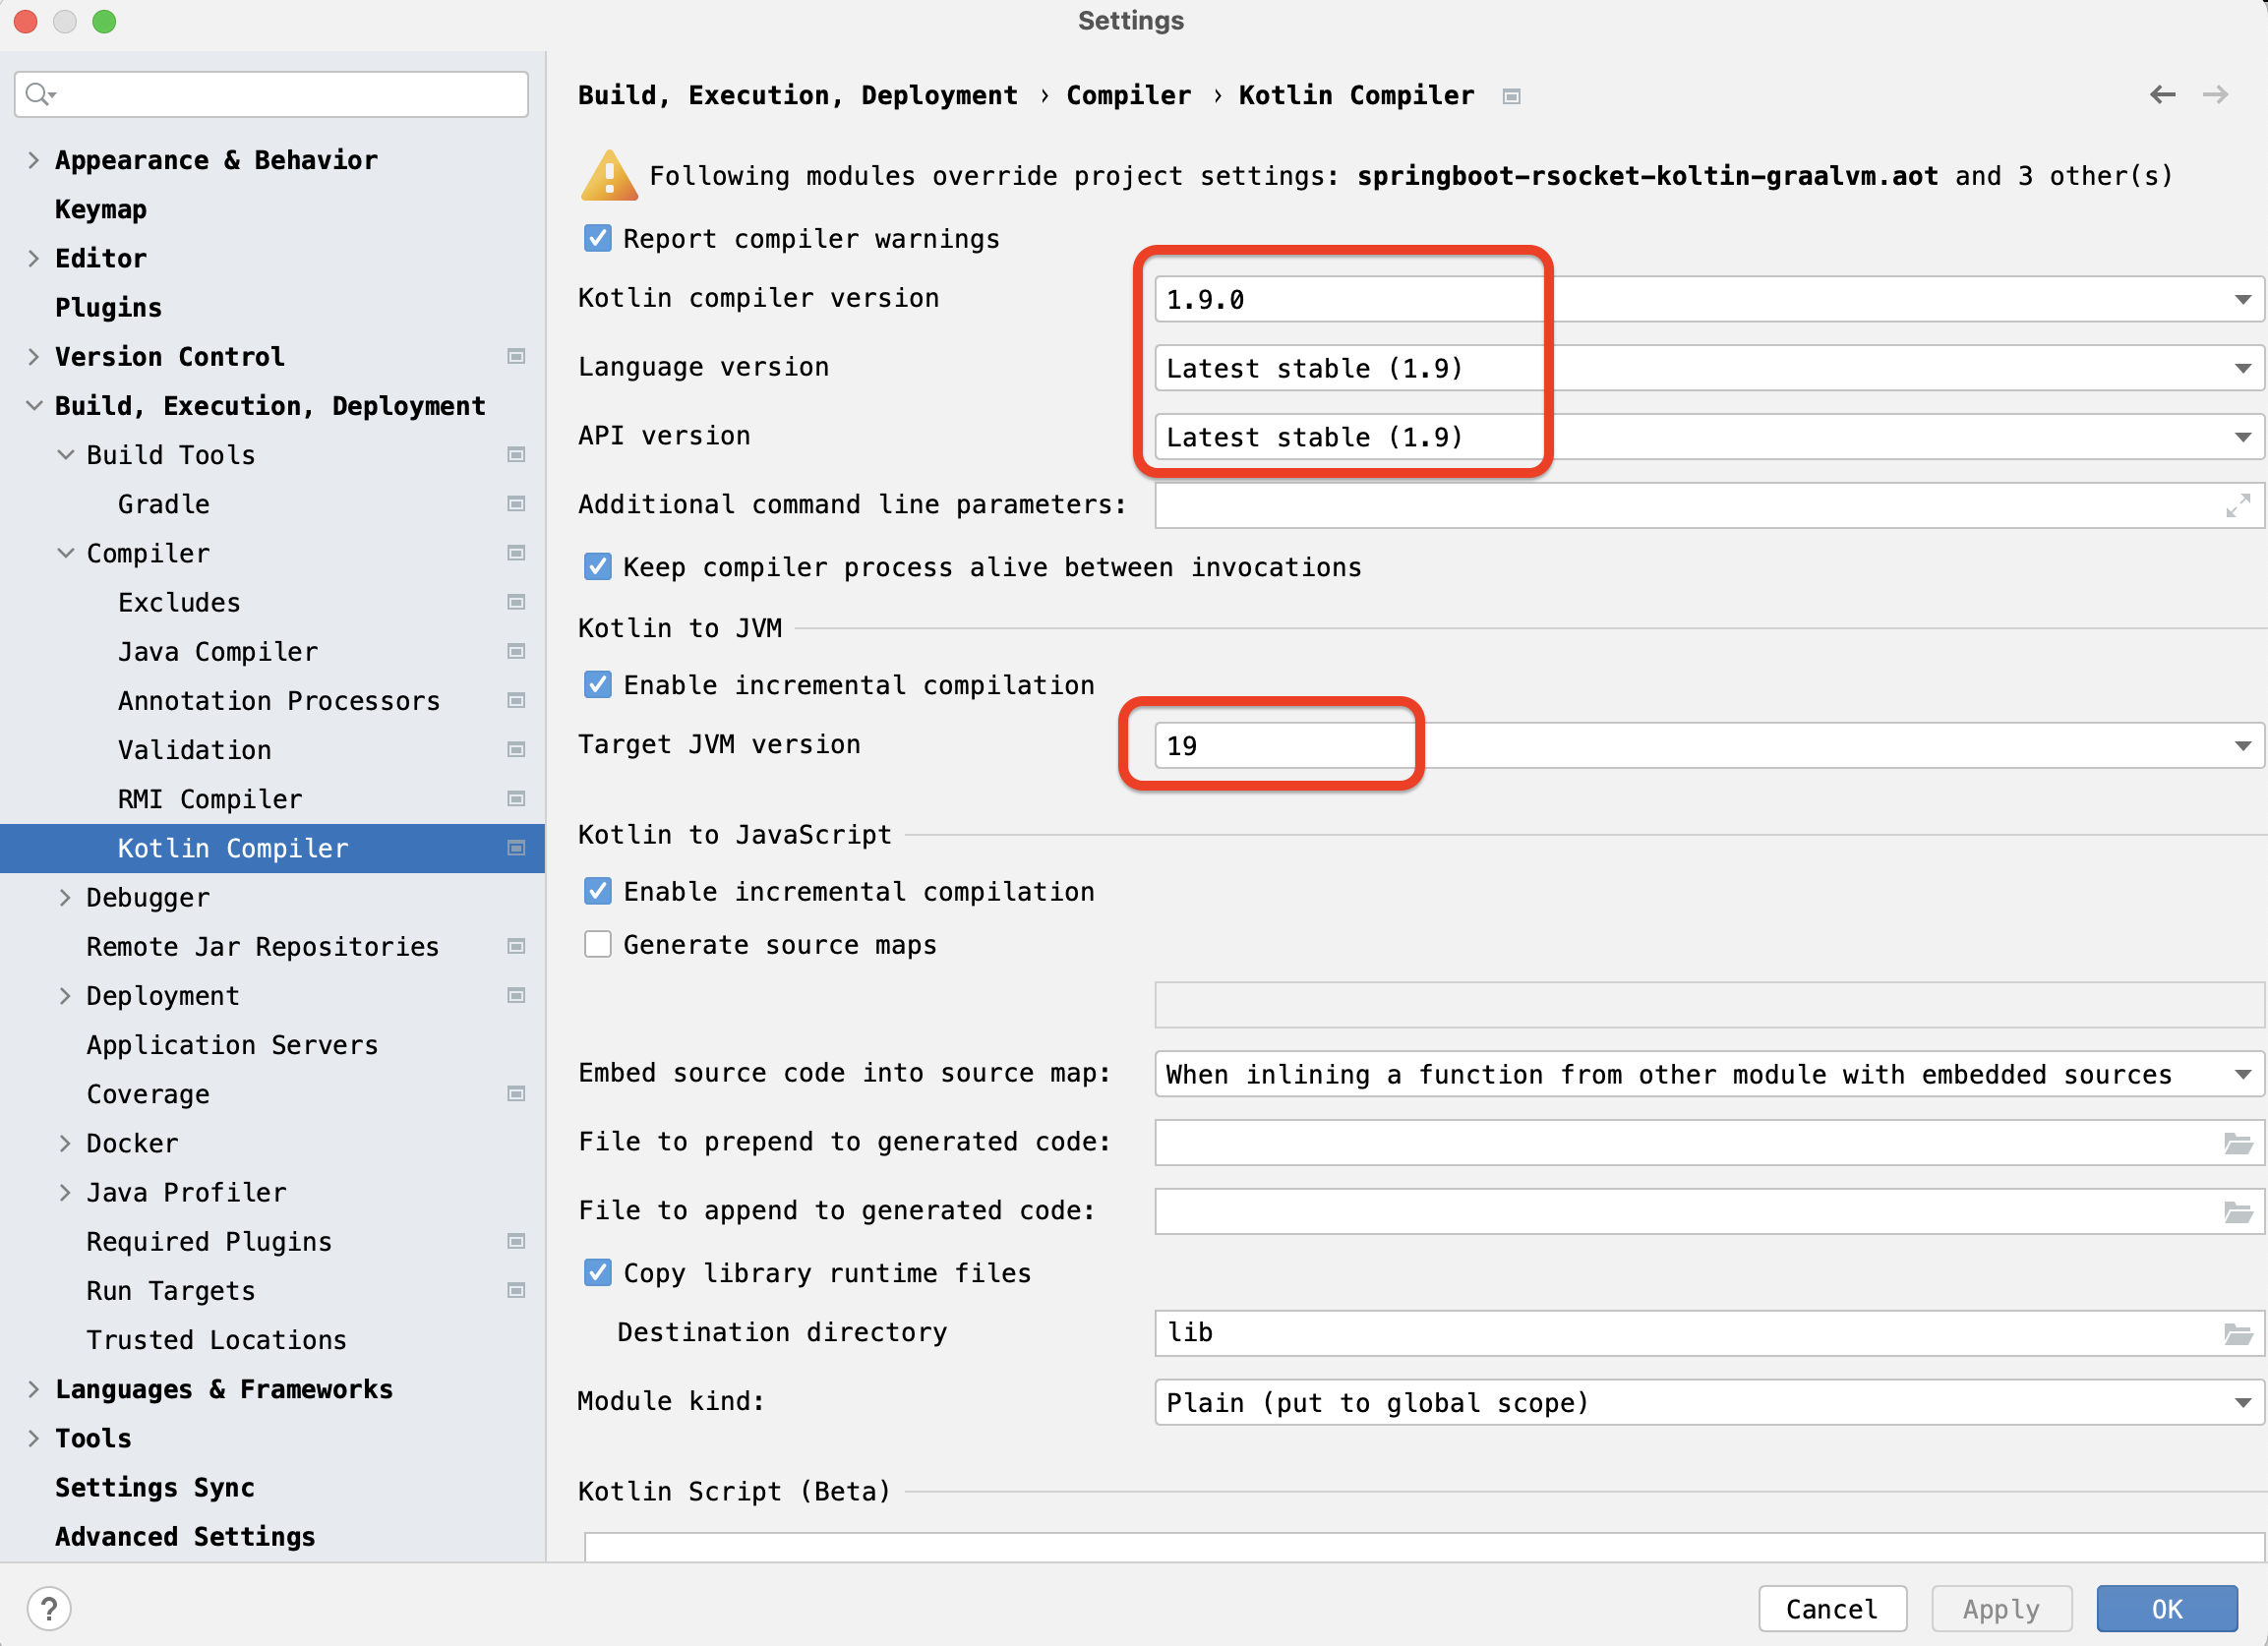 Settings
Appearance & Behavior
Keymap
Editor
Plugins
Version Control
Build, Execution, Deployment
Build Tools
Gradle
Compiler
Excludes
Java Compiler
Annotation Processors
Validation
RMI Compiler
Kotlin Compiler
Debugger
Remote Jar Repositories
Deployment
Application Servers
Coverage
Docker
Java Profiler
Required Plugins
Run Targets
Trusted Locations
Languages & Frameworks
Tools
Settings Sync
Advanced Settings
Build, Execution, Deployment › Compiler › Kotlin Compiler
Following modules override project settings: springboot-rsocket-koltin-graalvm.aot and 3 other(s)
Report compiler warnings
Kotlin compiler version 1.9.0
Language version Latest stable (1.9)
API version Latest stable (1.9)
Additional command line parameters:
Keep compiler process alive between invocations
Kotlin to JVM
Enable incremental compilation
Target JVM version 19
Kotlin to JavaScript
Enable incremental compilation
Generate source maps
Embed source code into source map: When inlining a function from other module with embedded sources
File to prepend to generated code:
File to append to generated code:
Copy library runtime files
Destination directory lib
Module kind: Plain (put to global scope)
Kotlin Script (Beta)
? Cancel Apply OK